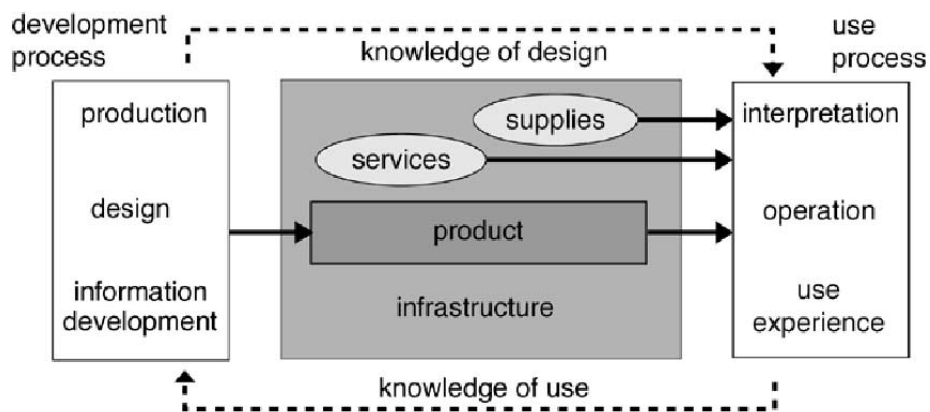 development
process
knowledge of design
use
process
production
supplies
interpretation
services
design
product
operation
information
development
infrastructure
use
experience
knowledge of use